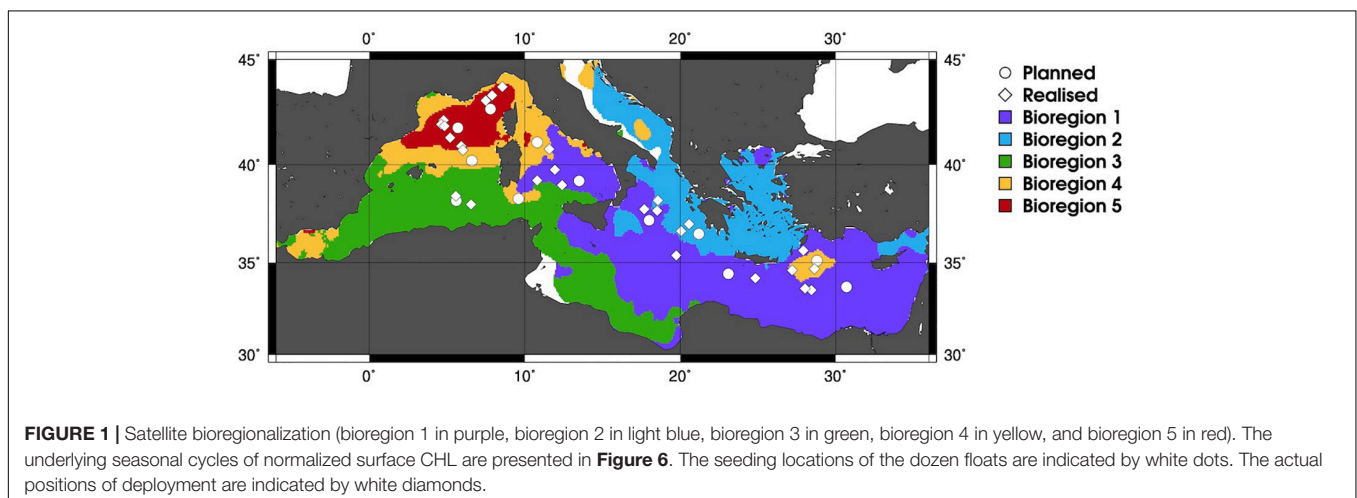 0˚ 10˚ 20˚ 30˚
45˚ 45˚
40˚ 40˚
35˚ 35˚
30˚ 30˚
0˚ 10˚ 20˚ 30˚
Planned
Realised
Bioregion 1
Bioregion 2
Bioregion 3
Bioregion 4
Bioregion 5
FIGURE 1 | Satellite bioregionalization (bioregion 1 in purple, bioregion 2 in light blue, bioregion 3 in green, bioregion 4 in yellow, and bioregion 5 in red). The
underlying seasonal cycles of normalized surface CHL are presented in Figure 6. The seeding locations of the dozen floats are indicated by white dots. The actual
positions of deployment are indicated by white diamonds.